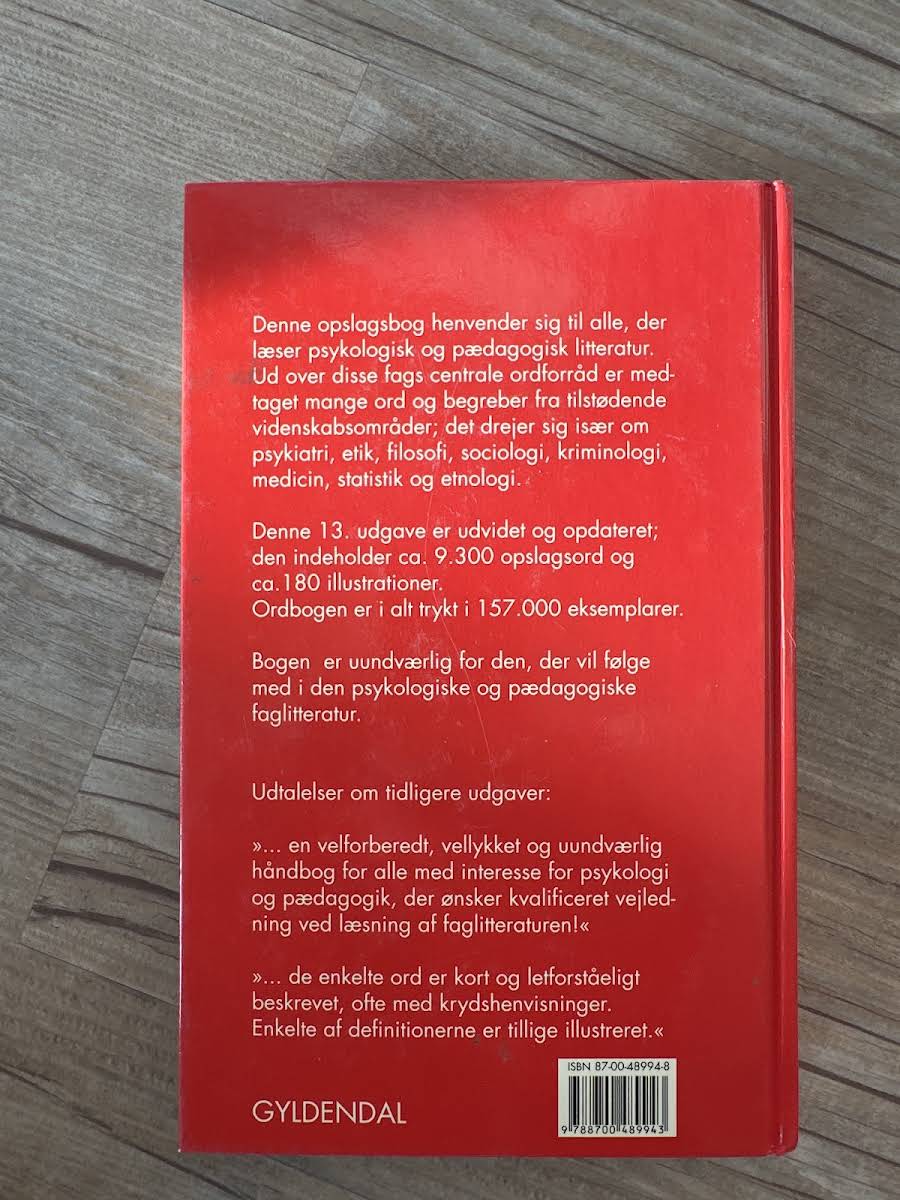 Denne opslagsbog henvender sig til alle, der
læser psykologisk og pædagogisk litteratur.
Ud over disse fags centrale ordforråd er med-
taget mange ord og begreber fra tilstødende
videnskabsområder; det drejer sig især om
psykiatri, etik, filosofi, sociologi, kriminologi,
medicin, statistik og etnologi.
Denne 13. udgave er udvidet og opdateret;
den indeholder ca. 9.300 opslagsord og
ca.180 illustrationer.
Ordbogen er i alt trykt i 157.000 eksemplarer.
Bogen er uundværlig for den, der vil følge
med i den psykologiske og pædagogiske
faglitteratur.
Udtalelser om tidligere udgaver:
»... en velforberedt, vellykket og uundværlig
håndbog for alle med interesse for psykologi
og pædagogik, der ønsker kvalificeret vejled-
ning ved læsning af faglitteraturen!«
»... de enkelte ord er kort og letforståeligt
beskrevet, ofte med krydshenvisninger.
Enkelte af definitionerne er tillige illustreret.«
ISBN 87-00-48994-8
GYLDENDAL
9 788700 489943